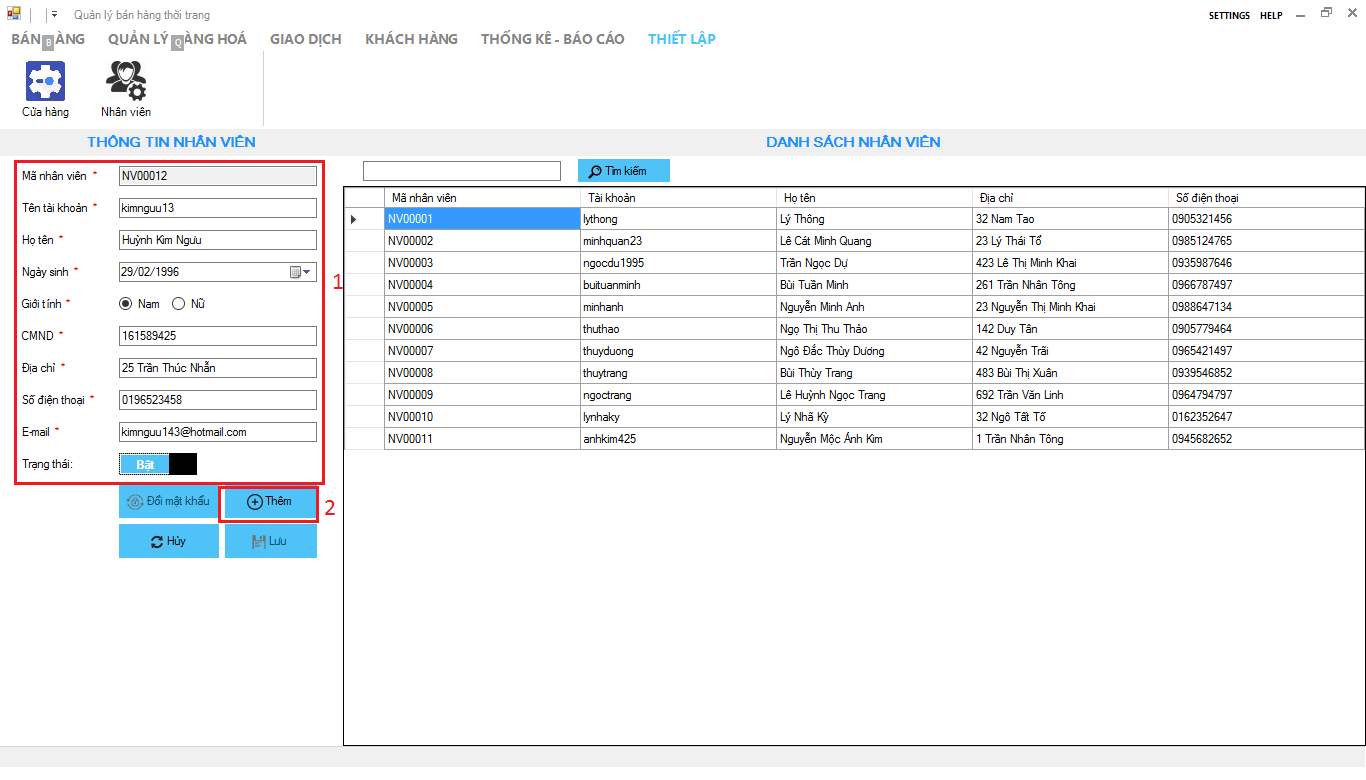 Quản lý bán hàng thời trang
SETTINGS HELP
BÁN B ÀNG QUẢN LÝ Q ÀNG HOÁ GIAO DỊCH KHÁCH HÀNG THỐNG KÊ - BÁO CÁO THIẾT LẬP
Cửa hàng Nhân viên
THÔNG TIN NHÂN VIÊN
Mã nhân viên * NV00012
Tên tài khoản * kimnguu13
Họ tên * Huỳnh Kim Ngưu
Ngày sinh * 29/02/1996
1
Giới tính * Nam Nữ
CMND * 161589425
Địa chỉ * 25 Trần Thúc Nhẫn
Số điện thoại * 0196523458
E-mail * kimnguu143@hotmail.com
Trạng thái: Bật
Đổi mật khẩu Thêm 2
Hủy Lưu
DANH SÁCH NHÂN VIÊN
Tìm kiếm
Mã nhân viên Tài khoản Họ tên Địa chỉ Số điện thoại
NV00001 lythong Lý Thông 32 Nam Tao 0905321456
NV00002 minhquan23 Lê Cát Minh Quang 23 Lý Thái Tổ 0985124765
NV00003 ngocdu1995 Trần Ngọc Dự 423 Lê Thị Minh Khai 0935987646
NV00004 buituanminh Bùi Tuấn Minh 261 Trần Nhân Tông 0966787497
NV00005 minhanh Nguyễn Minh Anh 23 Nguyễn Thị Minh Khai 0988647134
NV00006 thuthao Ngọ Thị Thu Thảo 142 Duy Tân 0905779464
NV00007 thuyduong Ngô Đắc Thùy Dương 42 Nguyễn Trãi 0965421497
NV00008 thuytrang Bùi Thùy Trang 483 Bùi Thị Xuân 0939546852
NV00009 ngoctrang Lê Huỳnh Ngọc Trang 692 Trần Văn Linh 0964794797
NV00010 lynhaky Lý Nhã Kỳ 32 Ngô Tất Tố 0162352647
NV00011 anhkim425 Nguyễn Mộc Ánh Kim 1 Trần Nhân Tông 0945682652